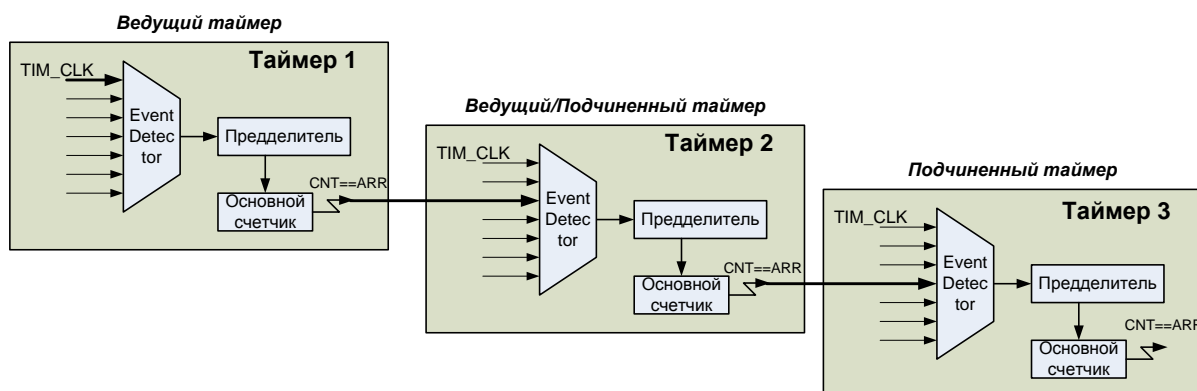 Ведущий таймер
Таймер 1
TIM_CLK
Event
Detec
tor
Предделитель
Основной
счетчик
CNT==ARR
Ведущий/Подчиненный таймер
Таймер 2
TIM_CLK
Event
Detec
tor
Предделитель
Основной
счетчик
CNT==ARR
Подчиненный таймер
Таймер 3
TIM_CLK
Event
Detec
tor
Предделитель
Основной
счетчик
CNT==ARR